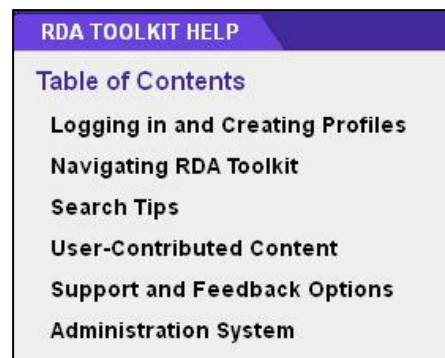 RDA TOOLKIT HELP
Table of Contents
Logging in and Creating Profiles
Navigating RDA Toolkit
Search Tips
User-Contributed Content
Support and Feedback Options
Administration System